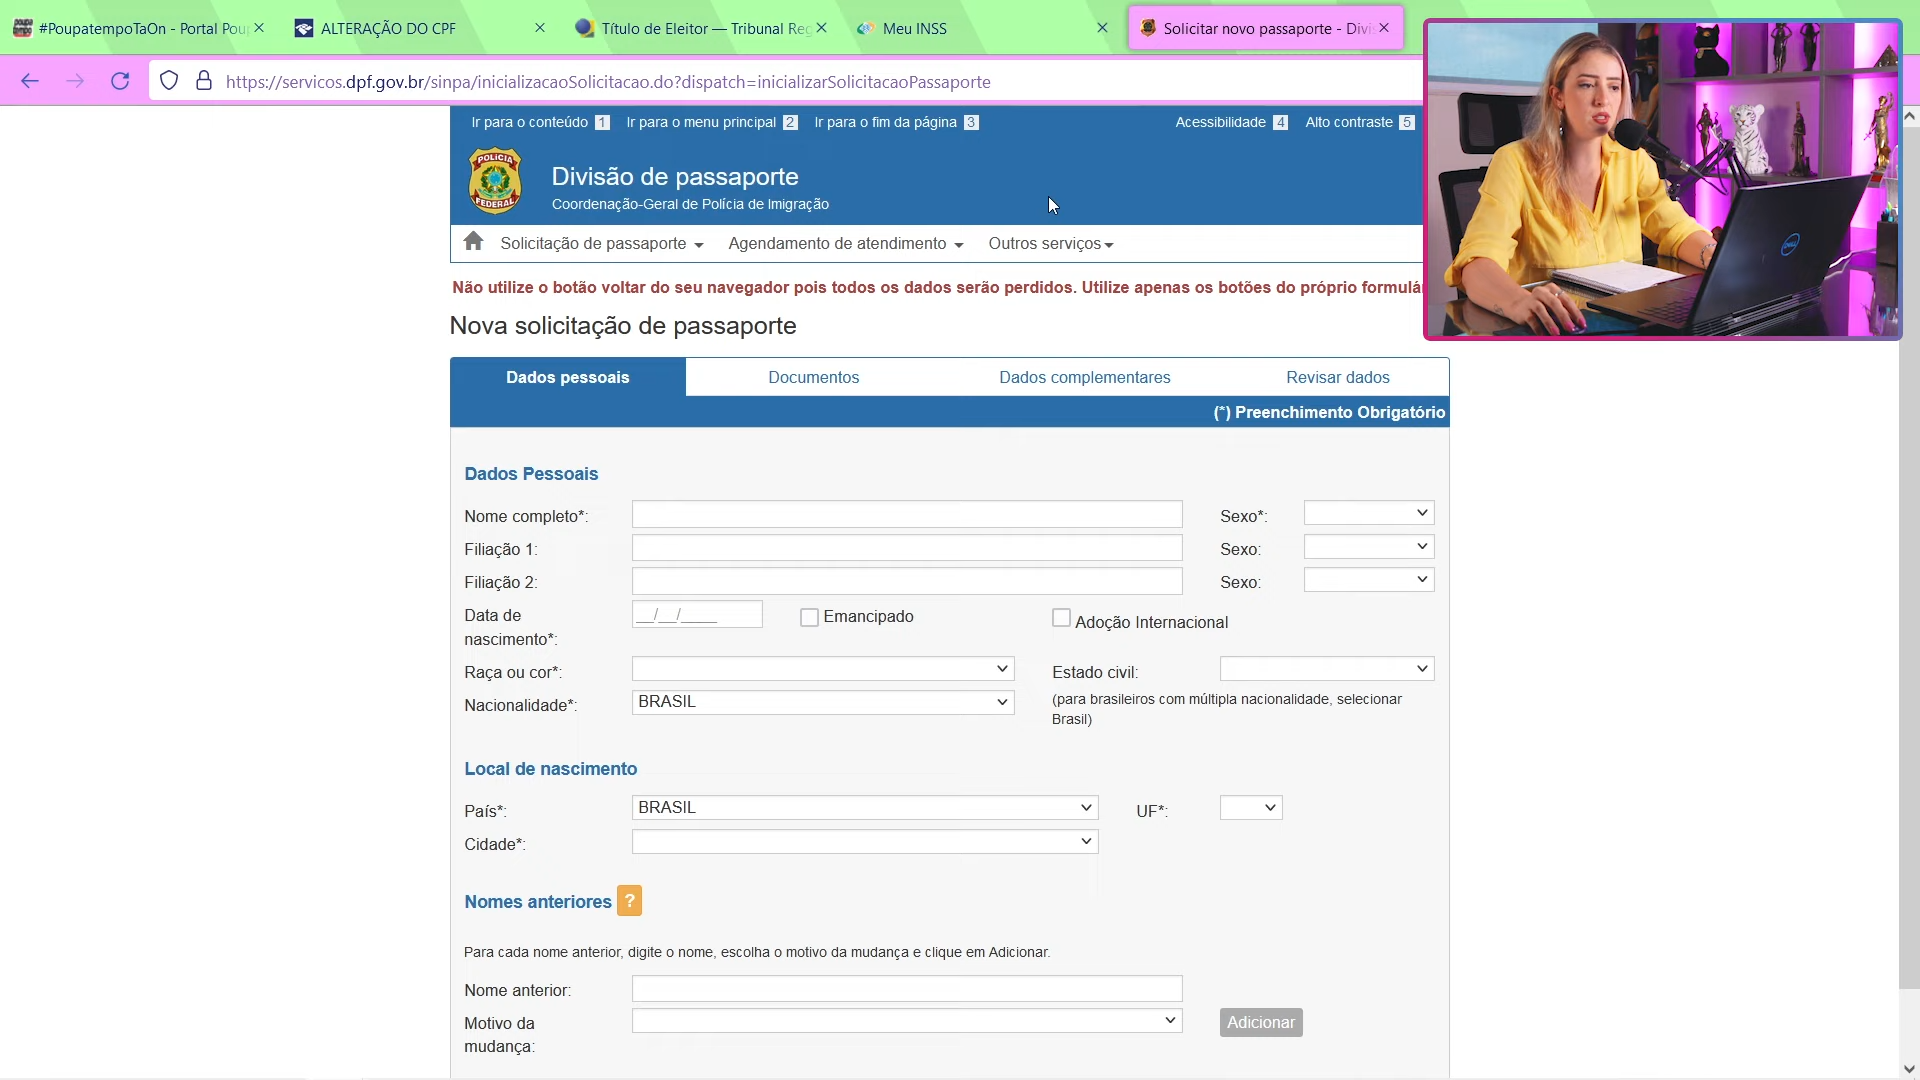 #PoupatempoTaOn - Portal Poup
ALTERAÇÃO DO CPF
Título de Eleitor — Tribunal Reg
Meu INSS
Solicitar novo passaporte - Divi
https://servicos.dpf.gov.br/sinpa/inicializacaoSolicitacao.do?dispatch=inicializarSolicitacaoPassaporte
Ir para o conteúdo 1 Ir para o menu principal 2 Ir para o fim da página 3 Acessibilidade 4 Alto contraste 5
POLÍCIA
FEDERAL
Divisão de passaporte
Coordenação-Geral de Polícia de Imigração
Solicitação de passaporte Agendamento de atendimento Outros serviços
Não utilize o botão voltar do seu navegador pois todos os dados serão perdidos. Utilize apenas os botões do próprio formulár
Nova solicitação de passaporte
Dados pessoais Documentos Dados complementares Revisar dados
(*) Preenchimento Obrigatório
Dados Pessoais
Nome completo*: Sexo*:
Filiação 1: Sexo:
Filiação 2: Sexo:
Data de nascimento*: __/__/____ Emancipado Adoção Internacional
Raça ou cor*: Estado civil:
Nacionalidade*: BRASIL (para brasileiros com múltipla nacionalidade, selecionar
Brasil)
Local de nascimento
País*: BRASIL UF*:
Cidade*:
Nomes anteriores ?
Para cada nome anterior, digite o nome, escolha o motivo da mudança e clique em Adicionar.
Nome anterior:
Motivo da mudança: Adicionar
DELL